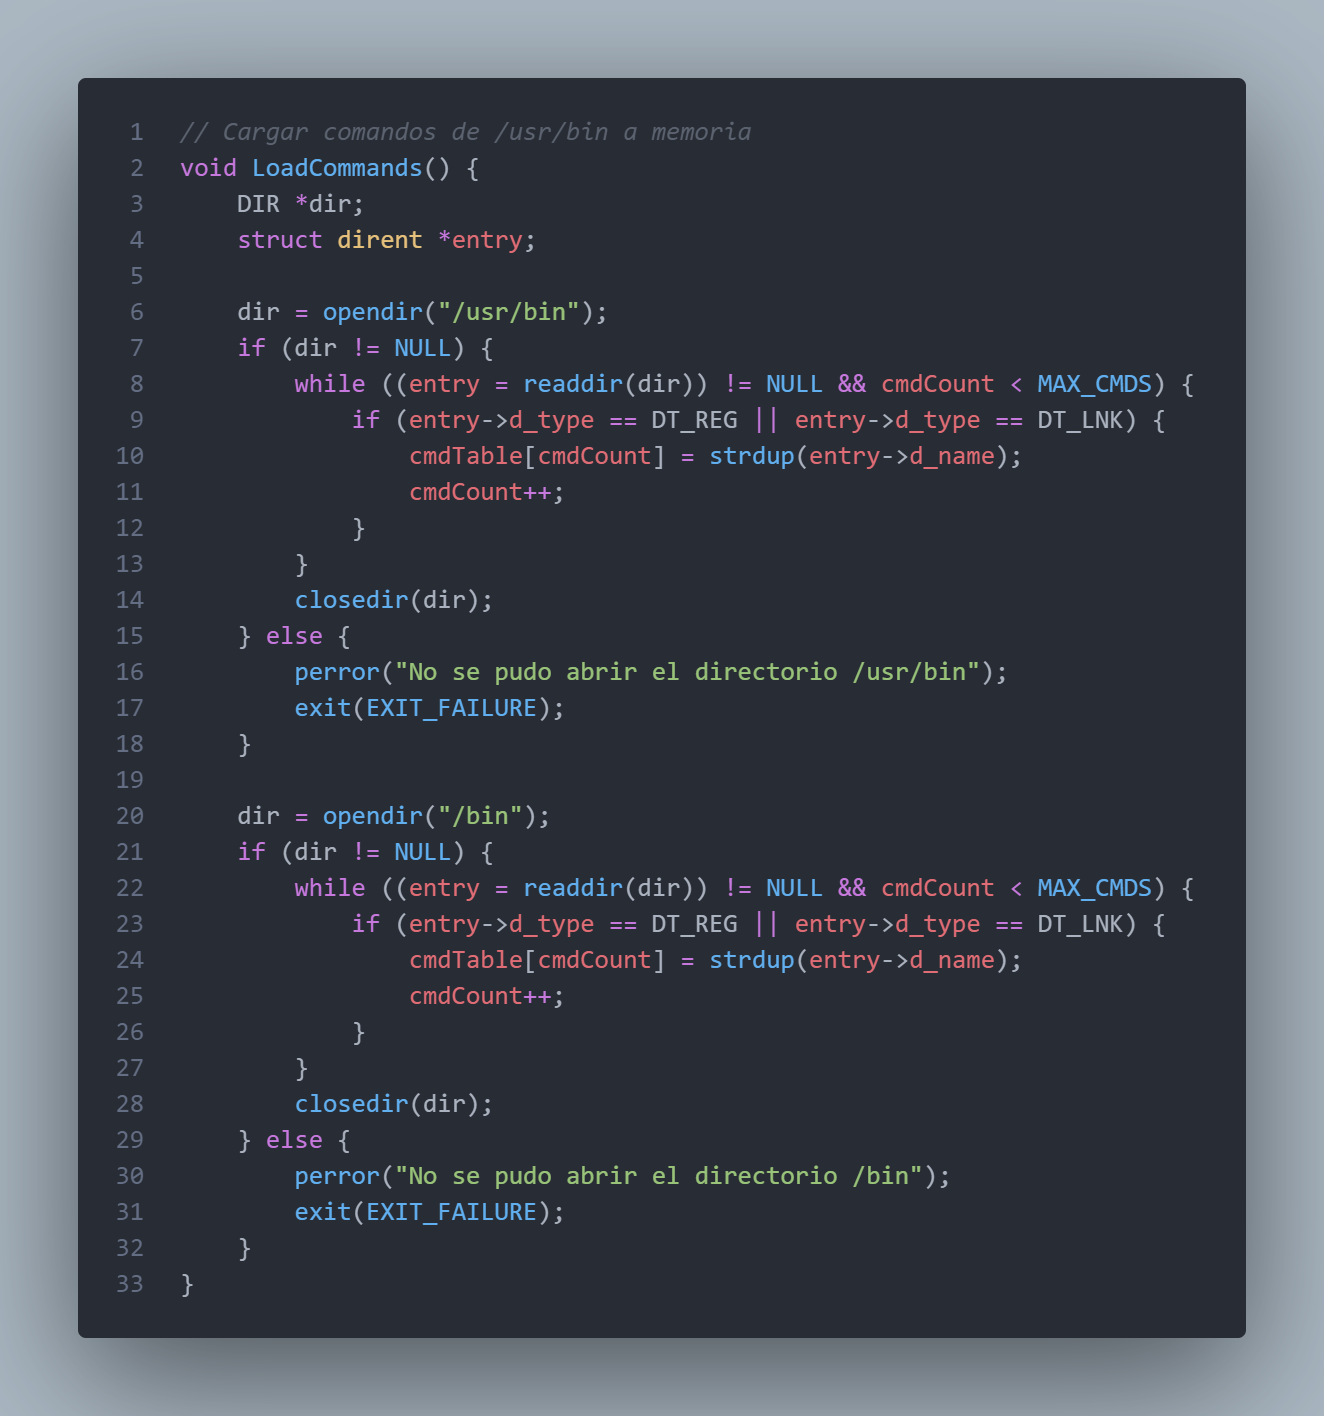 1 // Cargar comandos de /usr/bin a memoria
2 void LoadCommands() {
3     DIR *dir;
4     struct dirent *entry;
5
6     dir = opendir("/usr/bin");
7     if (dir != NULL) {
8         while ((entry = readdir(dir)) != NULL && cmdCount < MAX_CMDS) {
9             if (entry->d_type == DT_REG || entry->d_type == DT_LNK) {
10                 cmdTable[cmdCount] = strdup(entry->d_name);
11                 cmdCount++;
12             }
13         }
14         closedir(dir);
15     } else {
16         perror("No se pudo abrir el directorio /usr/bin");
17         exit(EXIT_FAILURE);
18     }
19
20     dir = opendir("/bin");
21     if (dir != NULL) {
22         while ((entry = readdir(dir)) != NULL && cmdCount < MAX_CMDS) {
23             if (entry->d_type == DT_REG || entry->d_type == DT_LNK) {
24                 cmdTable[cmdCount] = strdup(entry->d_name);
25                 cmdCount++;
26             }
27         }
28         closedir(dir);
29     } else {
30         perror("No se pudo abrir el directorio /bin");
31         exit(EXIT_FAILURE);
32     }
33 }